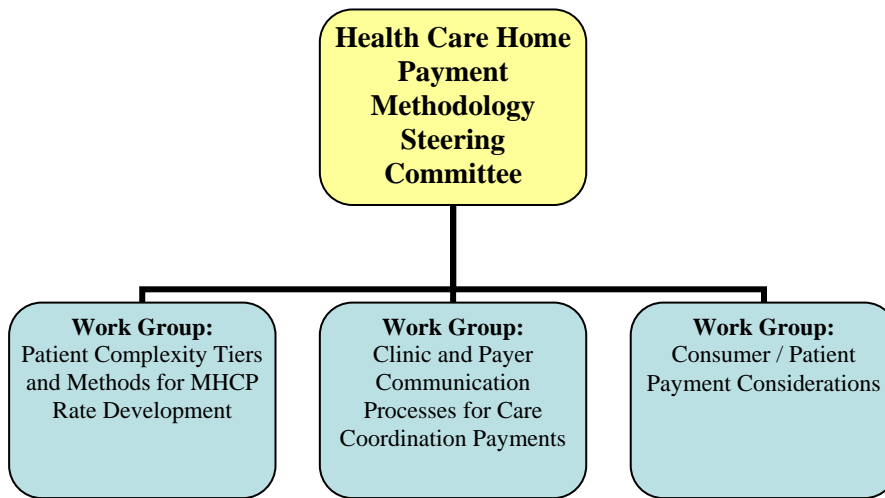 Health Care Home
Payment
Methodology
Steering
Committee
Work Group:
Patient Complexity Tiers
and Methods for MHCP
Rate Development
Work Group:
Clinic and Payer
Communication
Processes for Care
Coordination Payments
Work Group:
Consumer / Patient
Payment Considerations